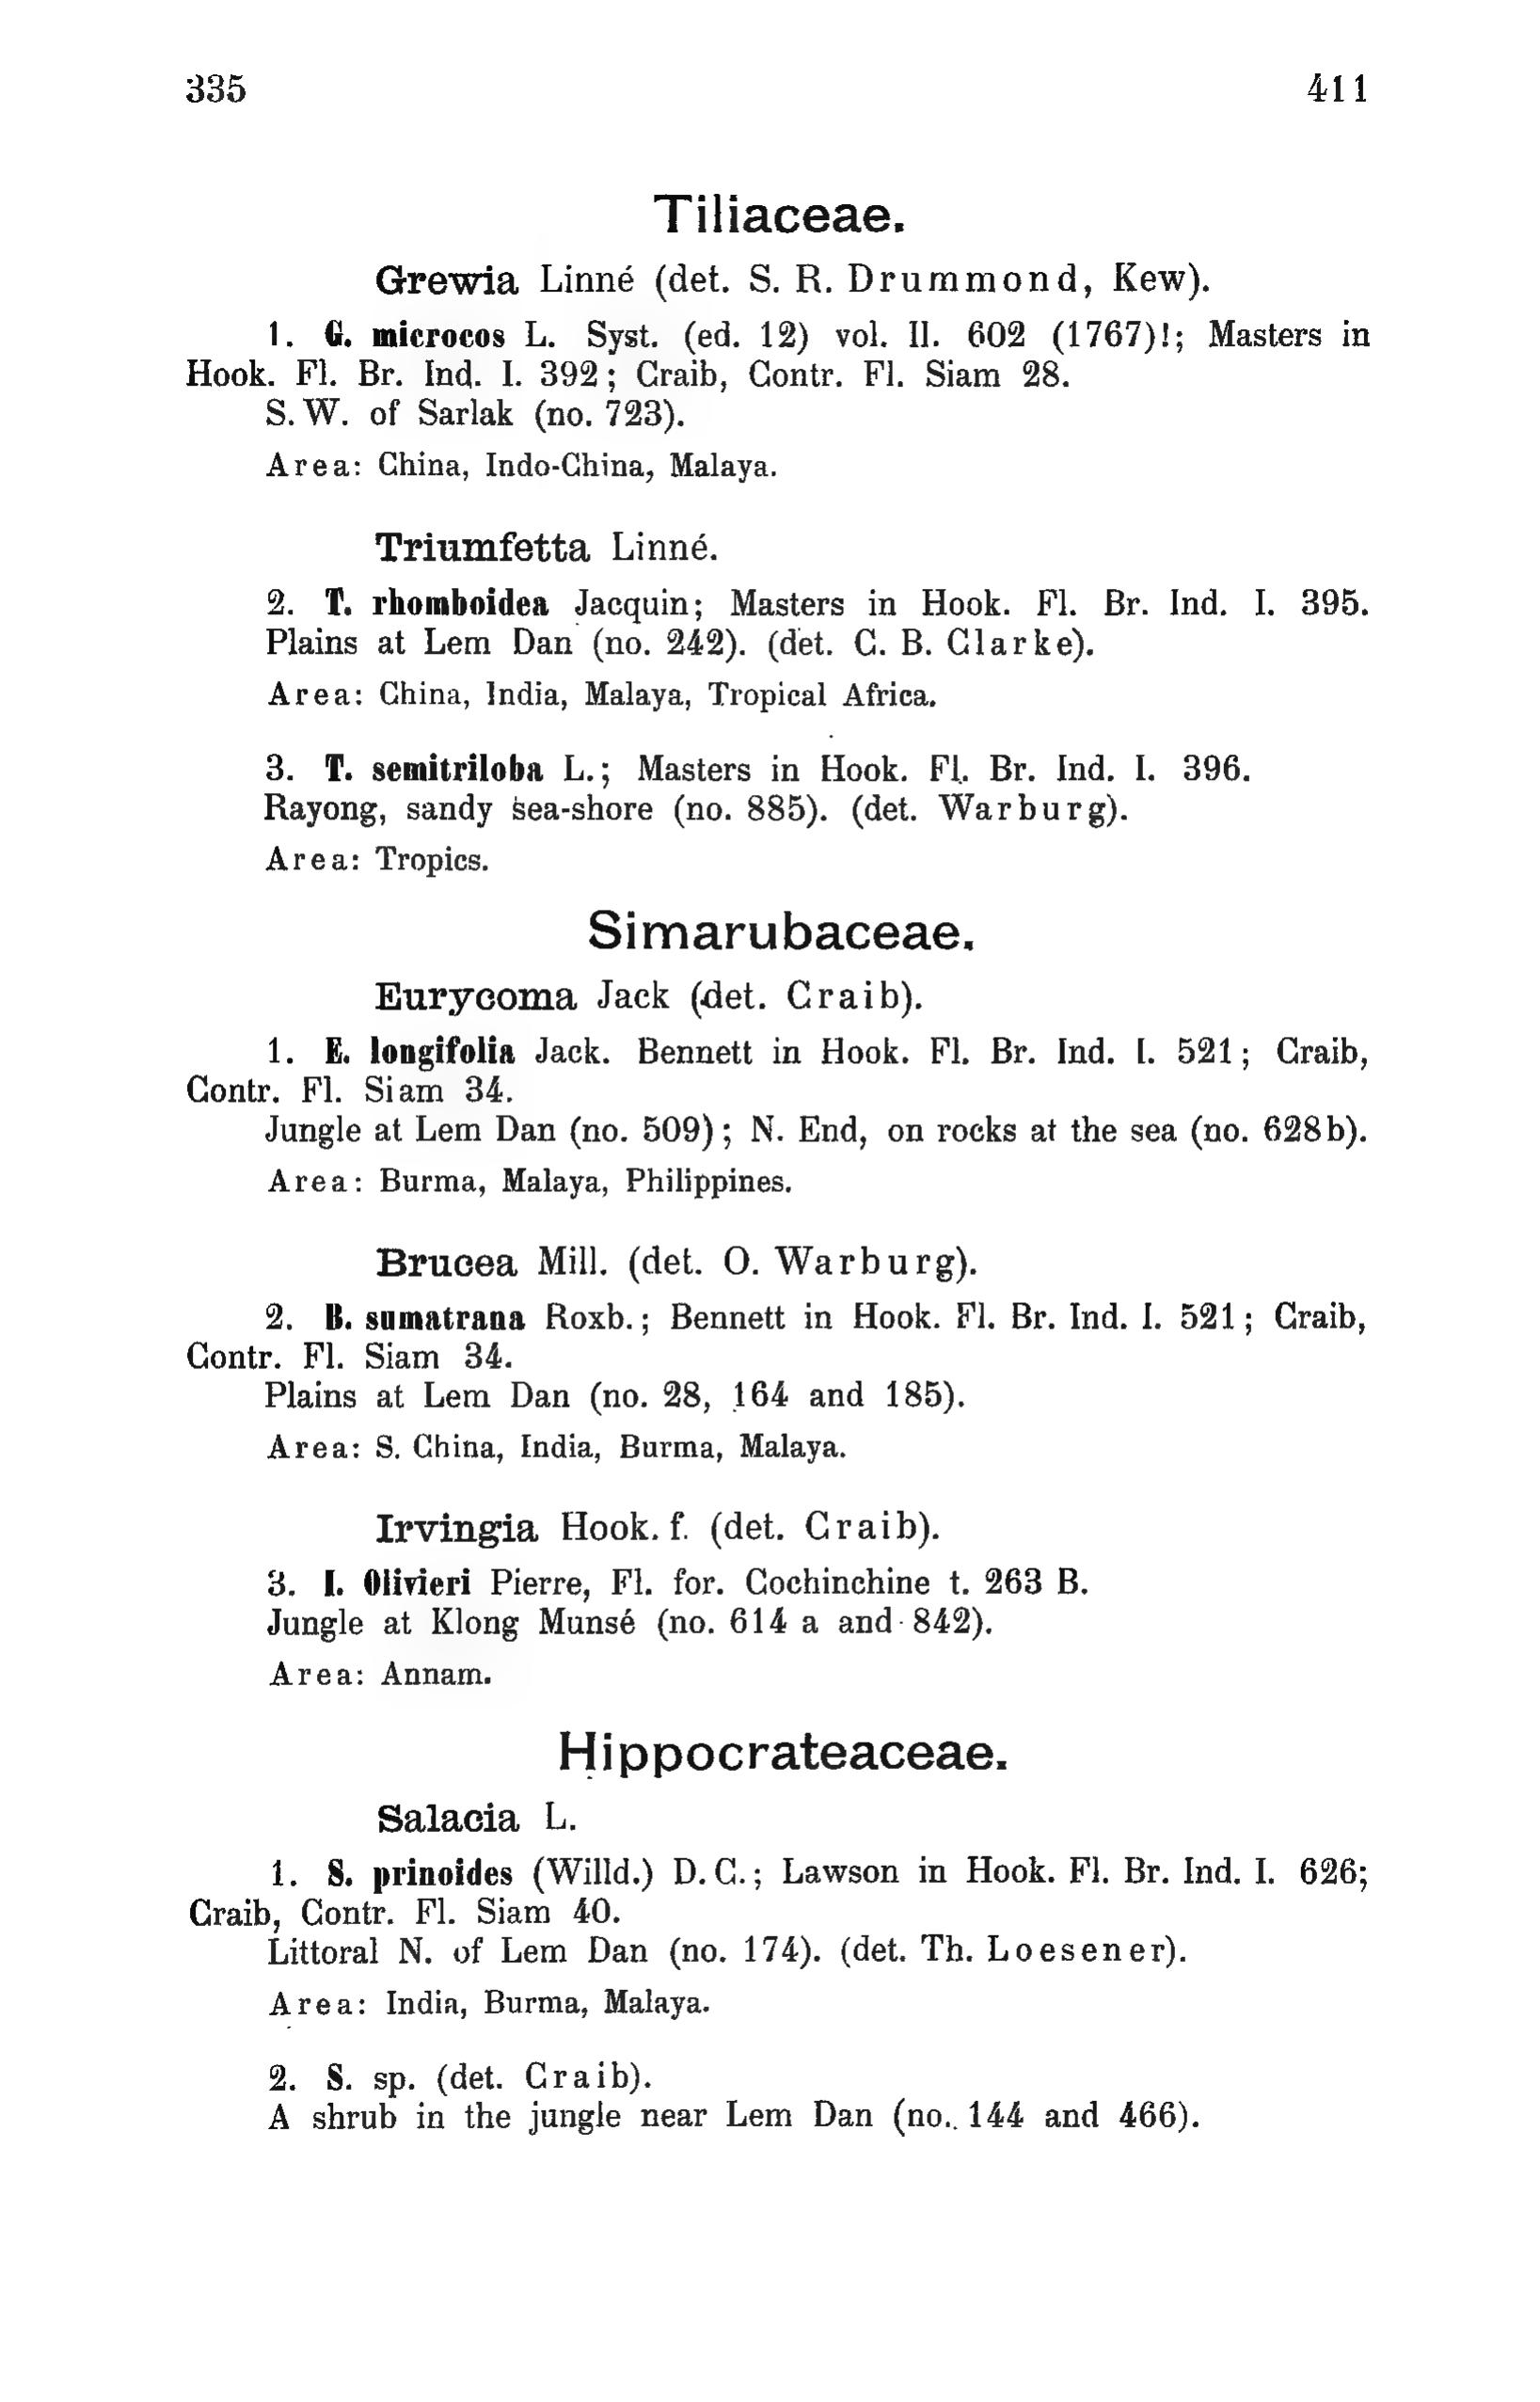 335 411
Tiliaceae.
Grewia Linné (det. S. R. Drummond, Kew).
1. G. microcos L. Syst. (ed. 12) vol. II. 602 (1767)!; Masters in
Hook. Fl. Br. Ind. I. 392; Craib, Contr. Fl. Siam 28.
S. W. of Sarlak (no. 723).
Area: China, Indo-China, Malaya.
Triumfetta Linné.
2. T. rhomboidea Jacquin; Masters in Hook. Fl. Br. Ind. I. 395.
Plains at Lem Dan (no. 242). (det. C. B. Clarke).
Area: China, India, Malaya, Tropical Africa.
3. T. semitriloba L.; Masters in Hook. Fl. Br. Ind. I. 396.
Rayong, sandy sea-shore (no. 885). (det. Warburg).
Area: Tropics.
Simarubaceae.
Eurycoma Jack (det. Craib).
1. E. longifolia Jack. Bennett in Hook. Fl. Br. Ind. I. 521; Craib,
Contr. Fl. Siam 34.
Jungle at Lem Dan (no. 509); N. End, on rocks at the sea (no. 628b).
Area: Burma, Malaya, Philippines.
Brucea Mill. (det. O. Warburg).
2. B. sumatrana Roxb.; Bennett in Hook. Fl. Br. Ind. I. 521; Craib,
Contr. Fl. Siam 34.
Plains at Lem Dan (no. 28, 164 and 185).
Area: S. China, India, Burma, Malaya.
Irvingia Hook. f. (det. Craib).
3. I. Olivieri Pierre, Fl. for. Cochinchine t. 263 B.
Jungle at Klong Munsé (no. 614 a and 842).
Area: Annam.
Hippocrateaceae.
Salacia L.
1. S. prinoides (Willd.) D. C.; Lawson in Hook. Fl. Br. Ind. I. 626;
Craib, Contr. Fl. Siam 40.
Littoral N. of Lem Dan (no. 174). (det. Th. Loesener).
Area: India, Burma, Malaya.
2. S. sp. (det. Craib).
A shrub in the jungle near Lem Dan (no. 144 and 466).